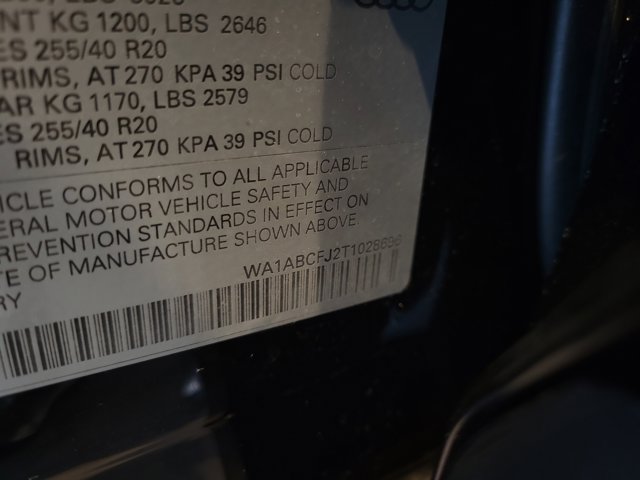 NT KG 1200, LBS 2646
ES 255/40 R20
RIMS, AT 270 KPA 39 PSI COLD
AR KG 1170, LBS 2579
ES 255/40 R20
RIMS, AT 270 KPA 39 PSI COLD
ICLE CONFORMS TO ALL APPLICABLE
ERAL MOTOR VEHICLE SAFETY AND
REVENTION STANDARDS IN EFFECT ON
TE OF MANUFACTURE SHOWN ABOVE.
WA1ABCFJ2T1028696
RY